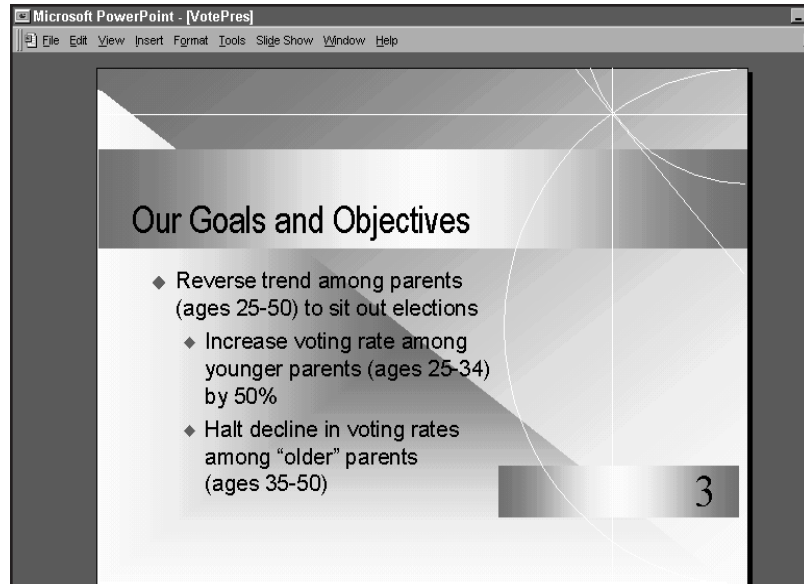 Microsoft PowerPoint - [VotePres]
File Edit View Insert Format Tools Slide Show Window Help
Our Goals and Objectives
Reverse trend among parents
(ages 25-50) to sit out elections
Increase voting rate among
younger parents (ages 25-34)
by 50%
Halt decline in voting rates
among “older” parents
(ages 35-50)
3